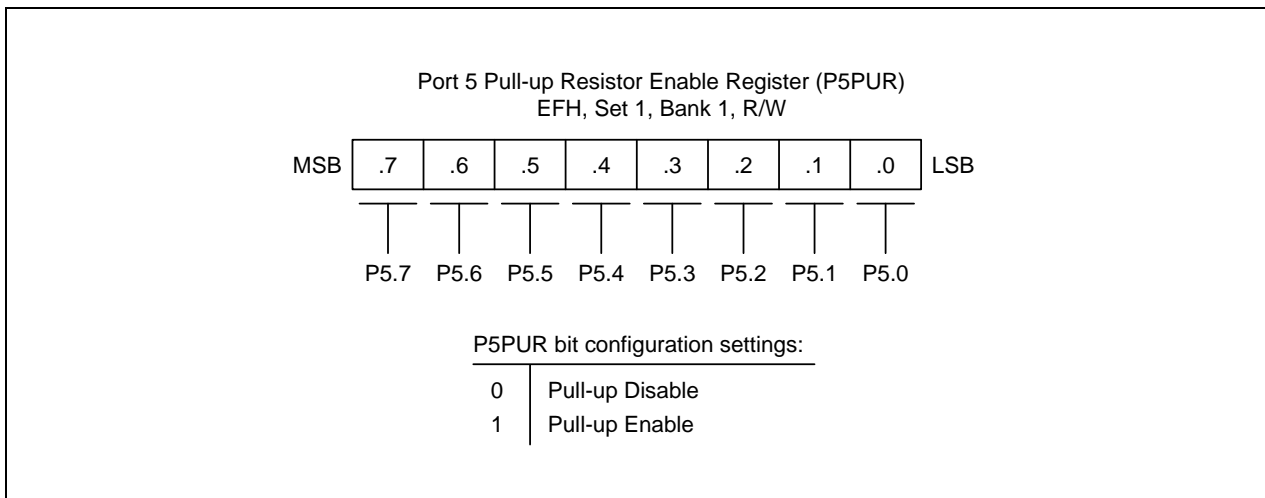 Port 5 Pull-up Resistor Enable Register (P5PUR)
EFH, Set 1, Bank 1, R/W
MSB .7 .6 .5 .4 .3 .2 .1 .0 LSB
P5.7 P5.6 P5.5 P5.4 P5.3 P5.2 P5.1 P5.0
P5PUR bit configuration settings:
0 Pull-up Disable
1 Pull-up Enable